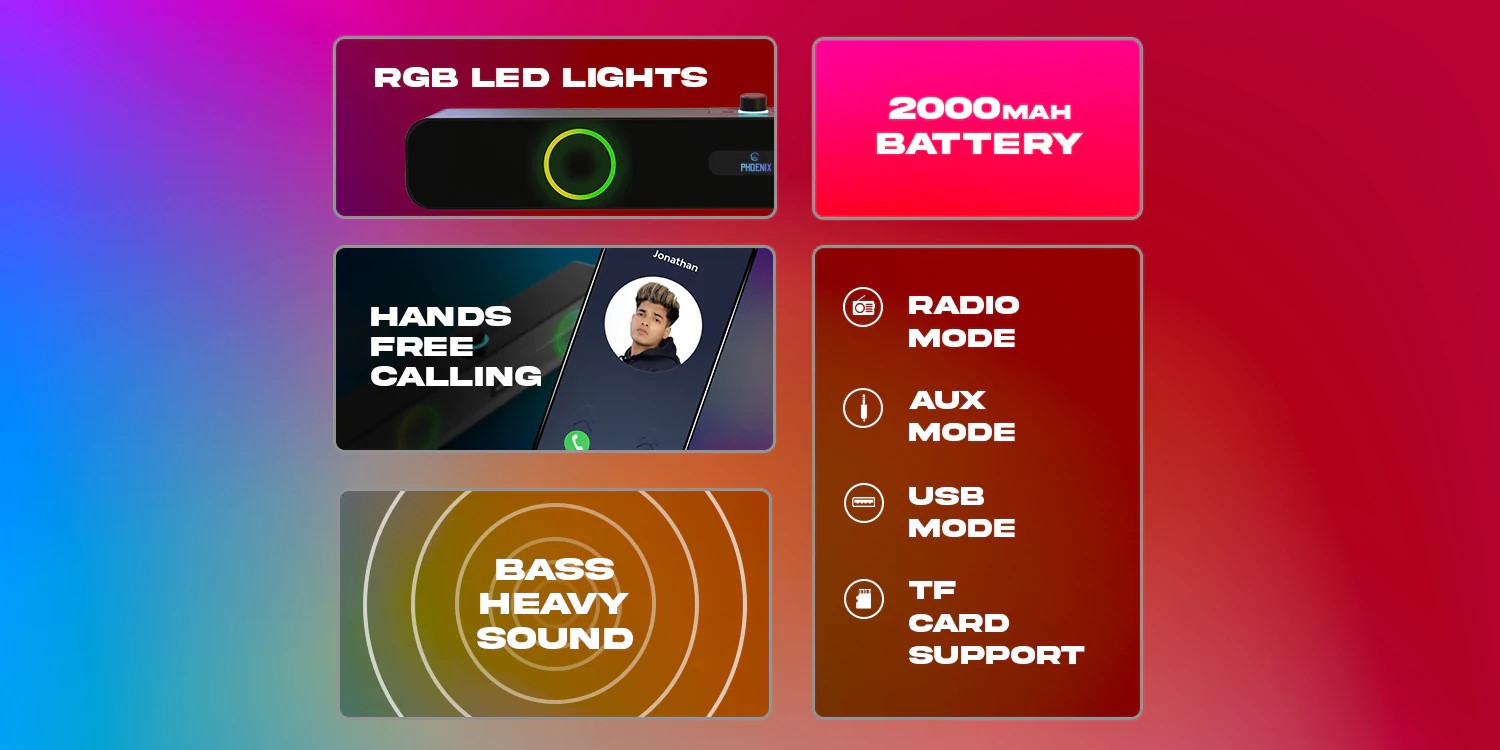 RGB LED LIGHTS
PHOENIX
2000MAH
BATTERY
Jonathan
HANDS
FREE
CALLING
RADIO
MODE
AUX
MODE
USB
MODE
TF
CARD
SUPPORT
BASS
HEAVY
SOUND